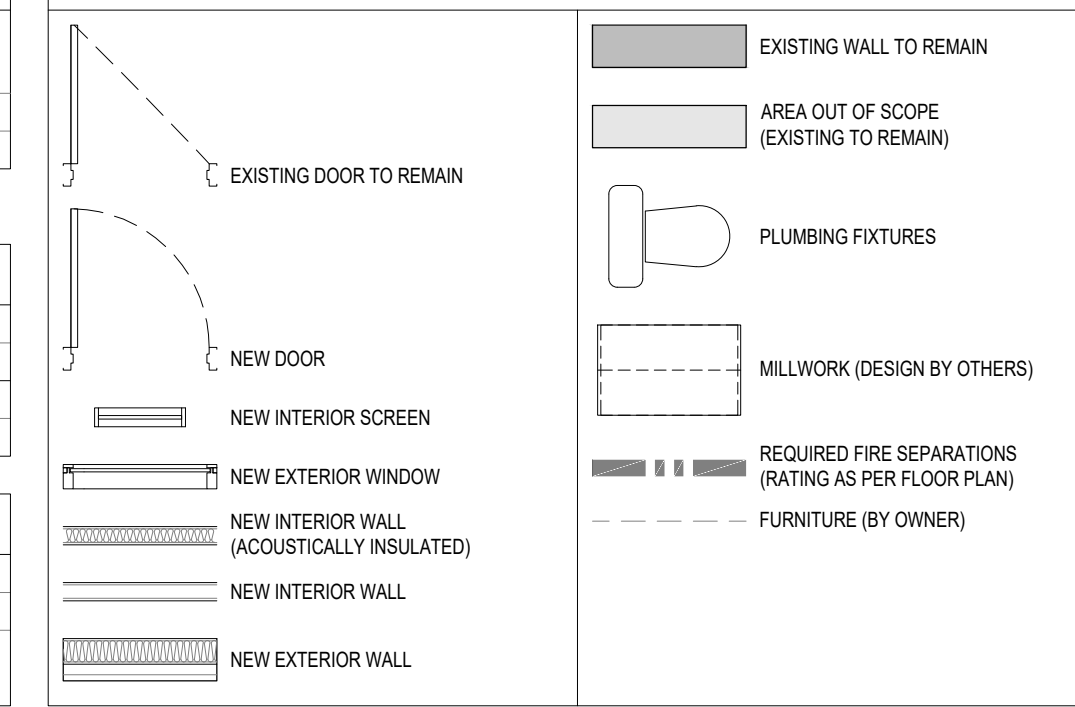 EXISTING DOOR TO REMAIN
NEW DOOR
NEW INTERIOR SCREEN
NEW EXTERIOR WINDOW
NEW INTERIOR WALL
(ACOUSTICALLY INSULATED)
NEW INTERIOR WALL
NEW EXTERIOR WALL
EXISTING WALL TO REMAIN
AREA OUT OF SCOPE
(EXISTING TO REMAIN)
PLUMBING FIXTURES
MILLWORK (DESIGN BY OTHERS)
REQUIRED FIRE SEPARATIONS
(RATING AS PER FLOOR PLAN)
FURNITURE (BY OWNER)